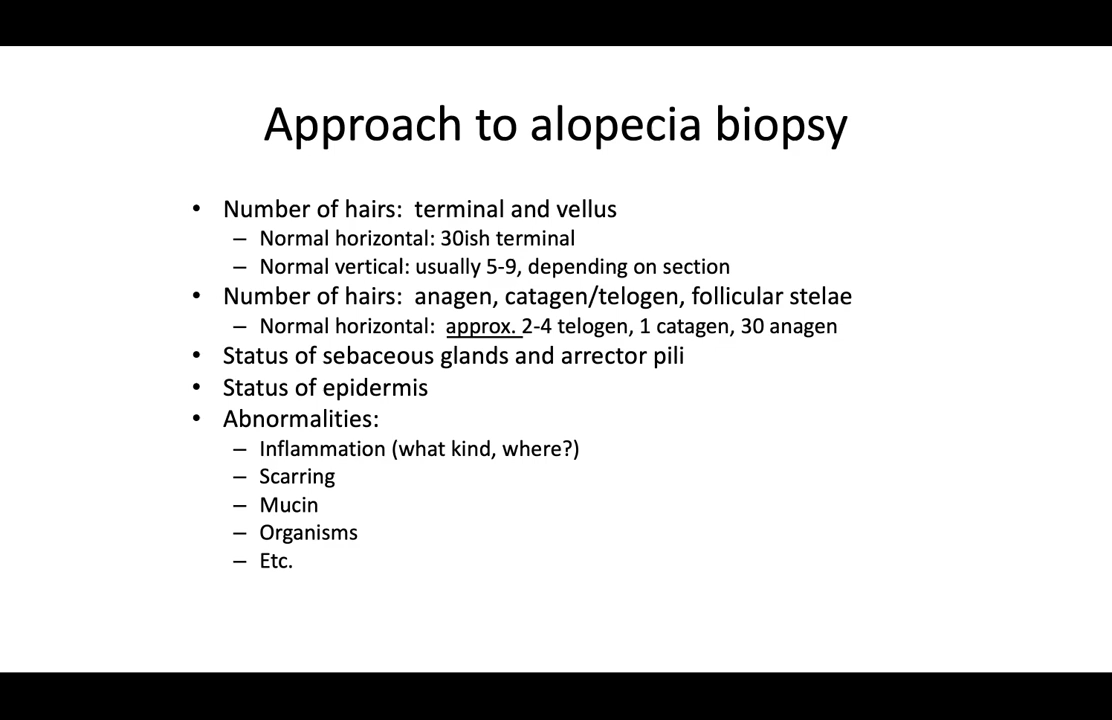 Approach to alopecia biopsy
• Number of hairs: terminal and vellus
– Normal horizontal: 30ish terminal
– Normal vertical: usually 5-9, depending on section
• Number of hairs: anagen, catagen/telogen, follicular stelae
– Normal horizontal: approx. 2-4 telogen, 1 catagen, 30 anagen
• Status of sebaceous glands and arrector pili
• Status of epidermis
• Abnormalities:
– Inflammation (what kind, where?)
– Scarring
– Mucin
– Organisms
– Etc.